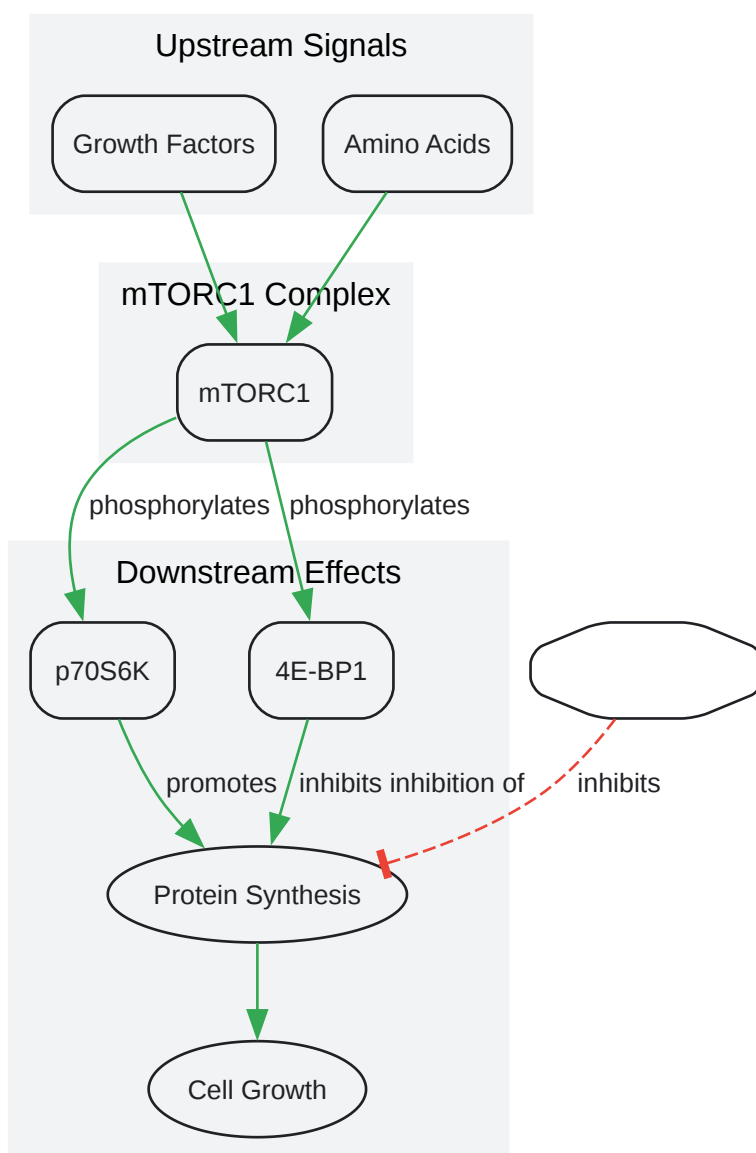 Upstream Signals
Growth Factors
Amino Acids
mTORC1 Complex
mTORC1
phosphorylates
phosphorylates
Downstream Effects
p70S6K
4E-BP1
promotes
inhibits inhibition of
inhibits
Protein Synthesis
Cell Growth